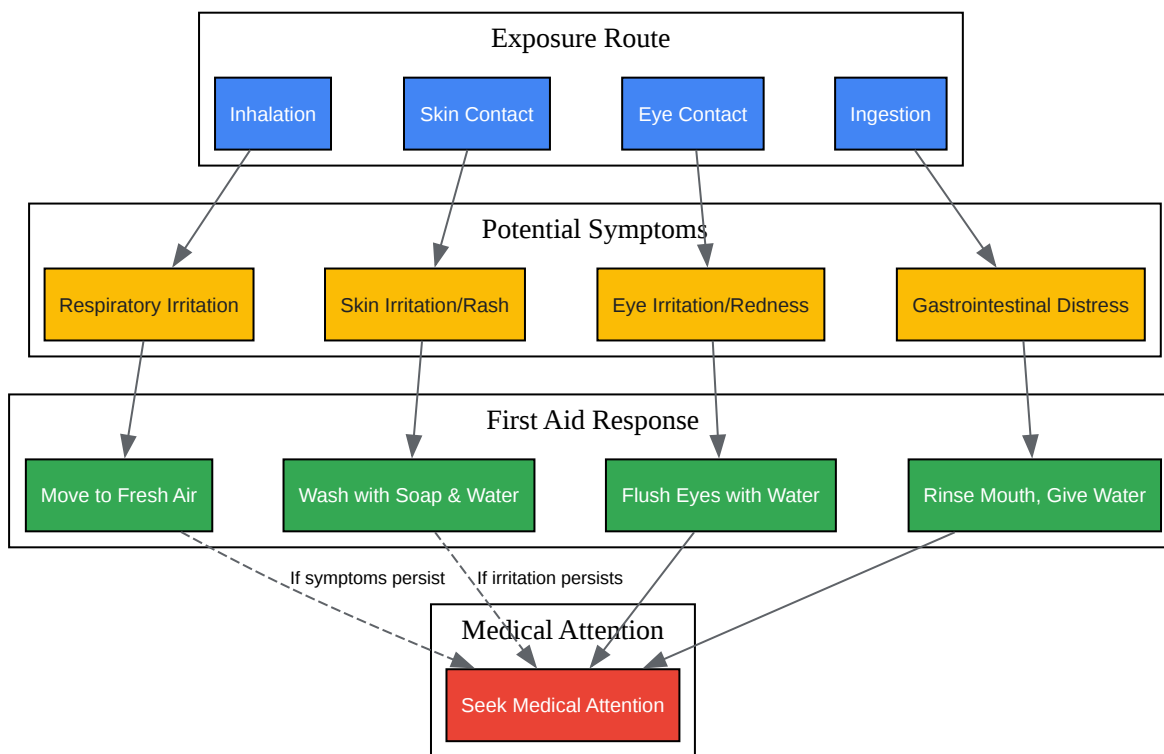 Exposure Route
Inhalation
Skin Contact
Eye Contact
Ingestion
Potential Symptoms
Respiratory Irritation
Skin Irritation/Rash
Eye Irritation/Redness
Gastrointestinal Distress
First Aid Response
Move to Fresh Air
Wash with Soap & Water
Flush Eyes with Water
Rinse Mouth, Give Water
If symptoms persist
If irritation persists
Medical Attention
Seek Medical Attention